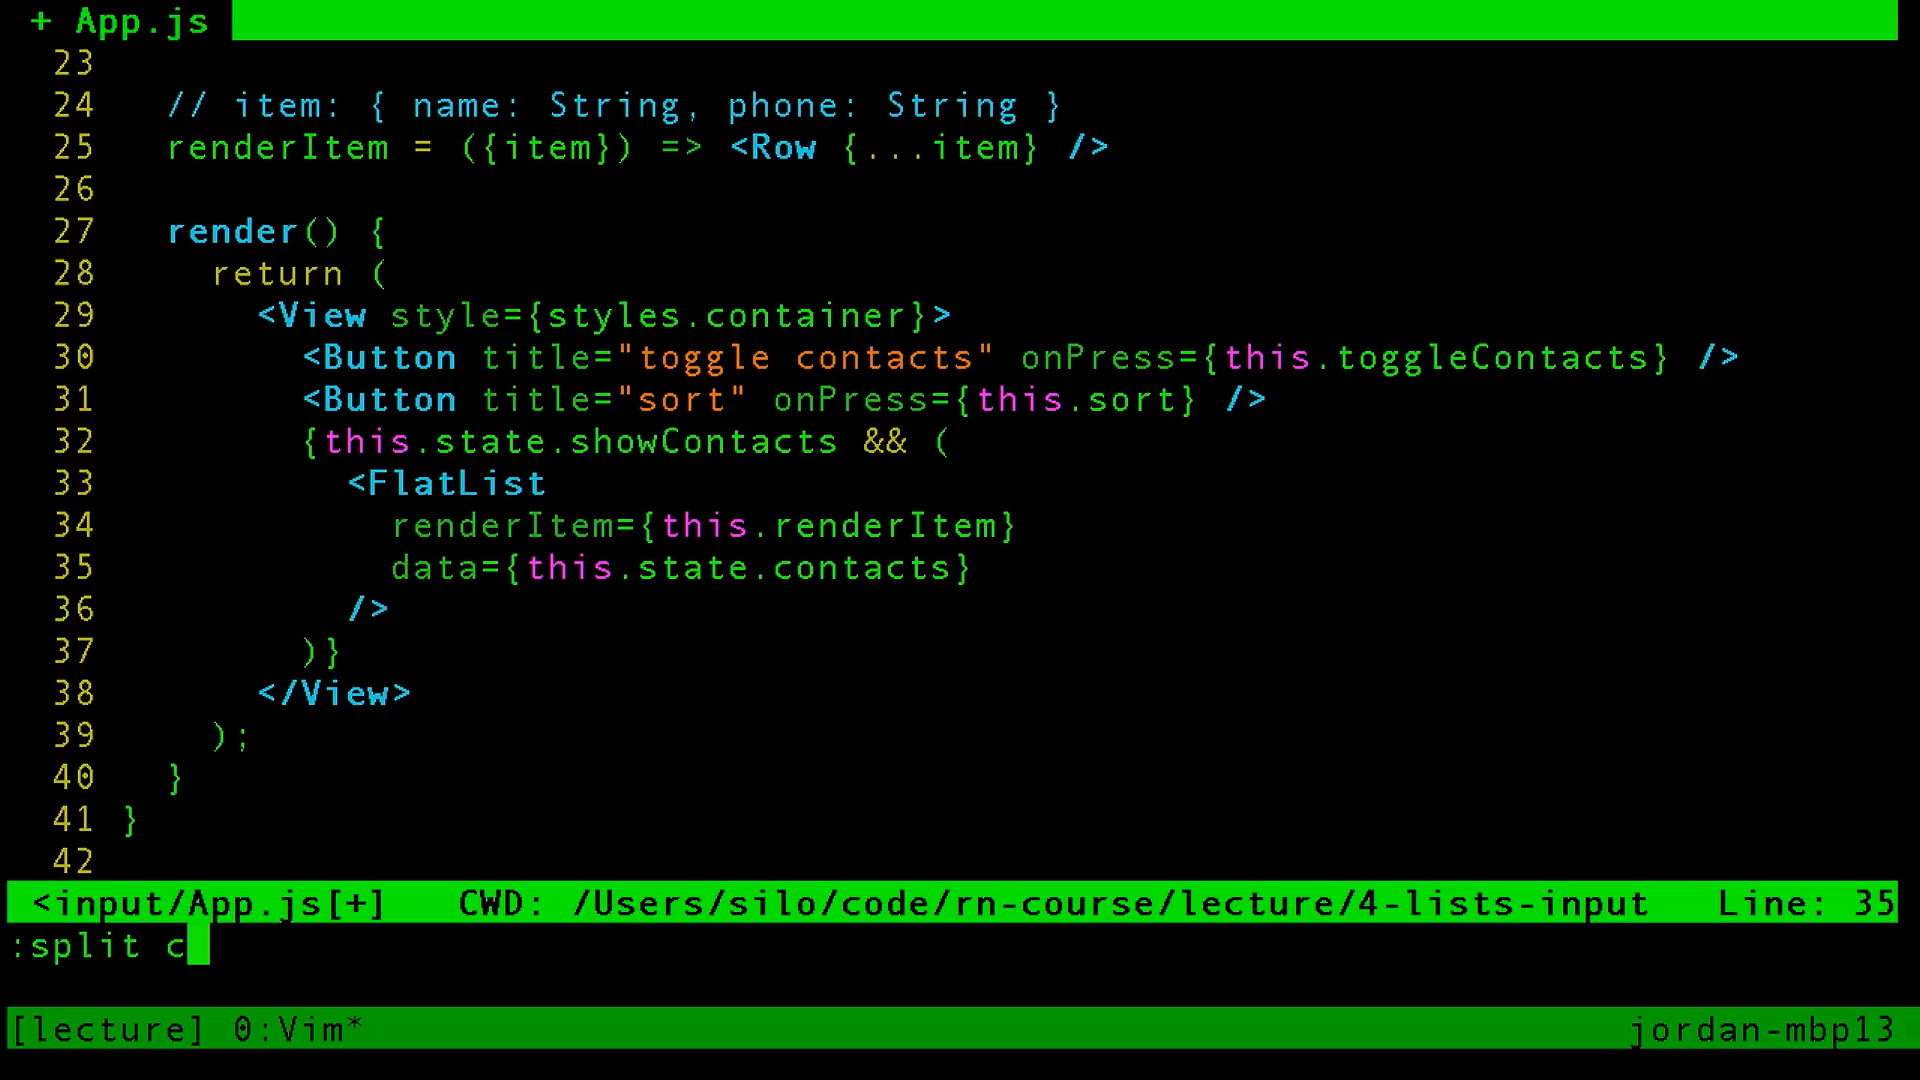 + App.js
23
24 // item: { name: String, phone: String }
25 renderItem = ({item}) => <Row {...item} />
26
27 render() {
28 return (
29 <View style={styles.container}>
30 <Button title="toggle contacts" onPress={this.toggleContacts} />
31 <Button title="sort" onPress={this.sort} />
32 {this.state.showContacts && (
33 <FlatList
34 renderItem={this.renderItem}
35 data={this.state.contacts}
36 />
37 )}
38 </View>
39 );
40 }
41 }
42
<input/App.js[+] CWD: /Users/silo/code/rn-course/lecture/4-lists-input Line: 35
:split c
[lecture] 0:Vim* jordan-mbp13